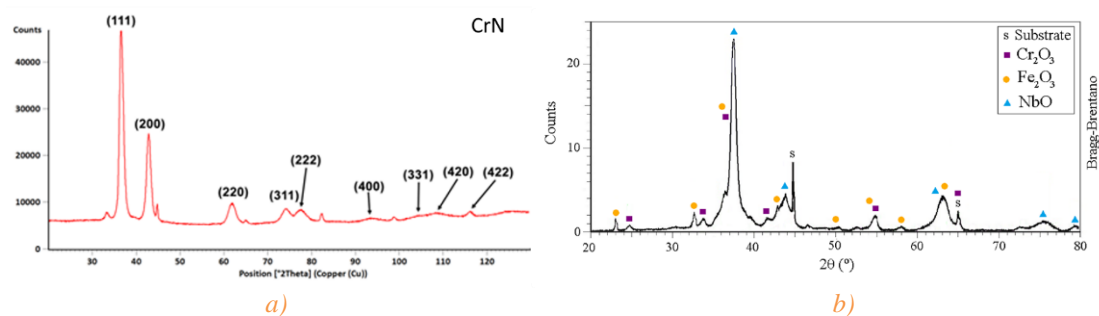 CrN
Counts
(111)
(200)
(220)
(311)
(222)
(400)
(331)
(420)
(422)
40000
30000
20000
10000
0
30 40 50 60 70 80 90 100 110 120
Position [°2Theta] (Copper (Cu))
a)
s Substrate
Cr₂O₃
Fe₂O₃
NbO
Bragg-Brentano
Counts
20
10
0
s
s
20 30 40 50 60 70 80
2θ (°)
b)